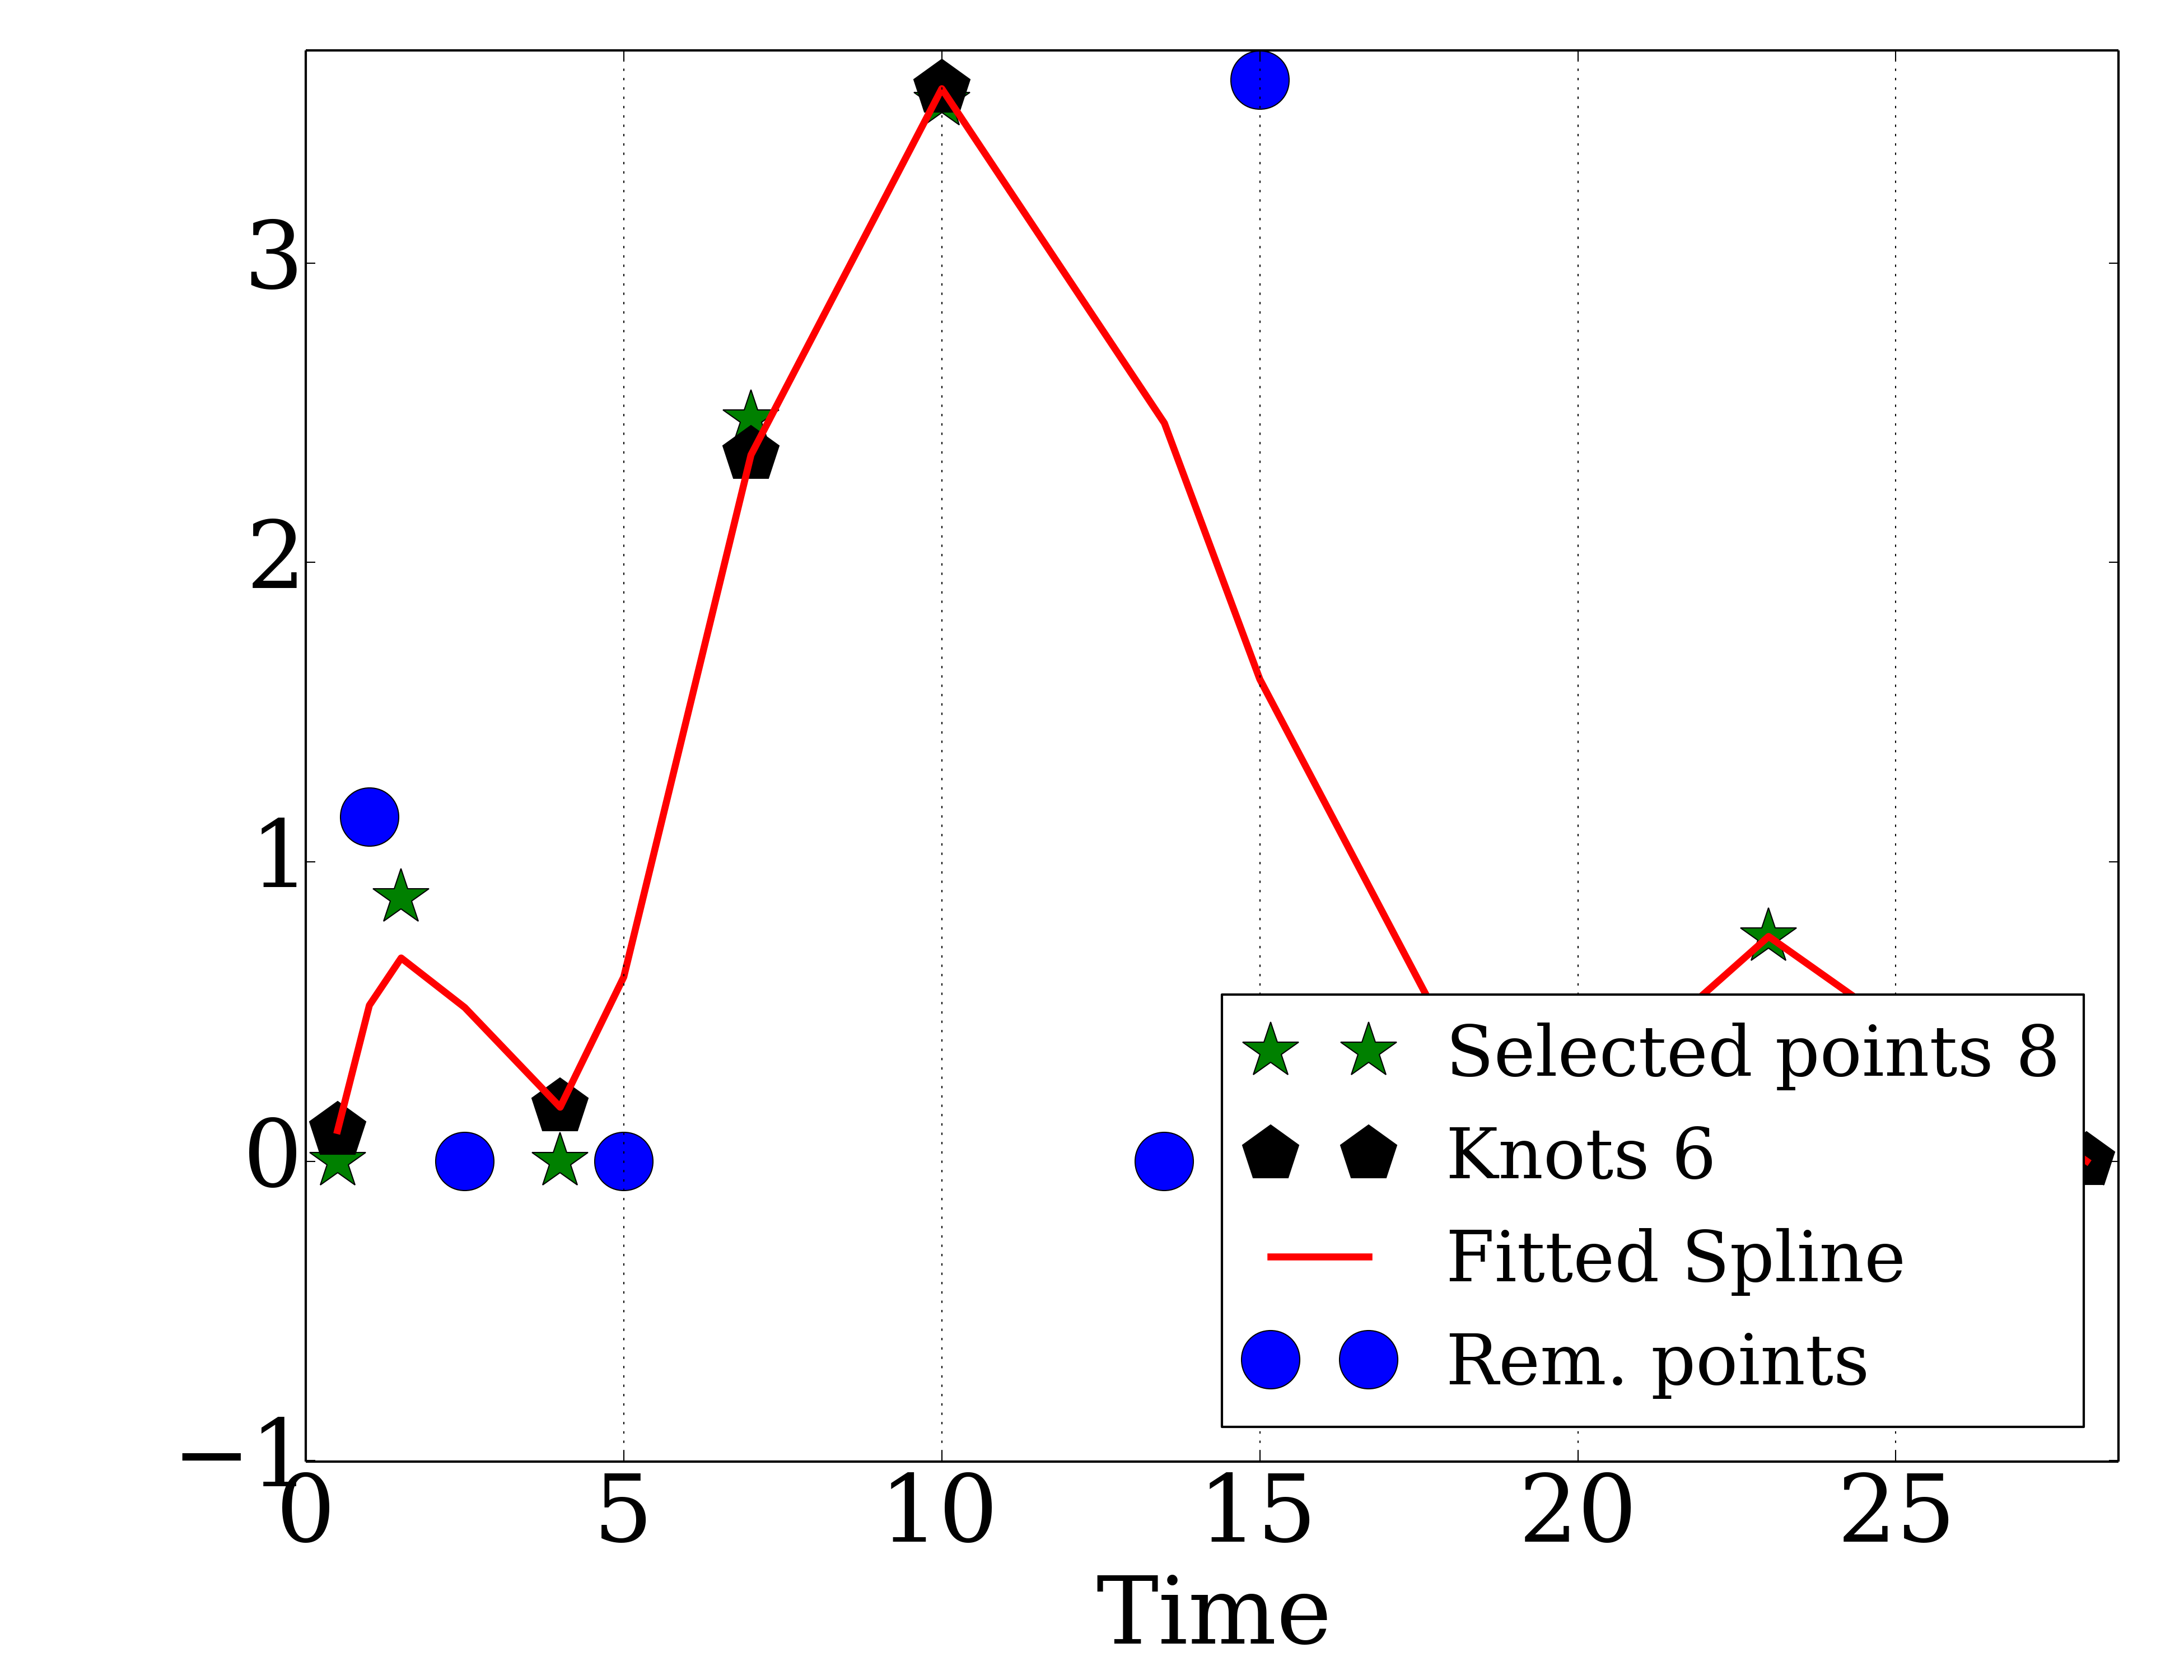 3
2
1
0
−1
0 5 10 15 20 25
Time
Selected points 8
Knots 6
Fitted Spline
Rem. points